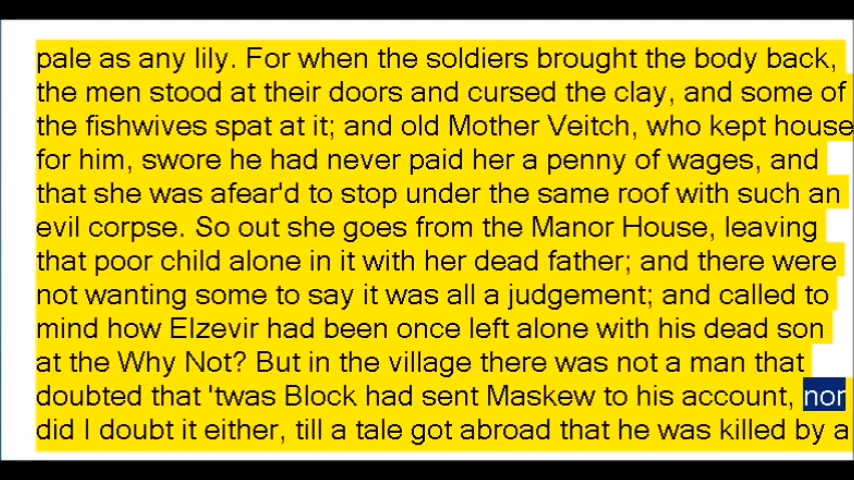 pale as any lily. For when the soldiers brought the body back,
the men stood at their doors and cursed the clay, and some of
the fishwives spat at it; and old Mother Veitch, who kept house
for him, swore he had never paid her a penny of wages, and
that she was afear'd to stop under the same roof with such an
evil corpse. So out she goes from the Manor House, leaving
that poor child alone in it with her dead father; and there were
not wanting some to say it was all a judgement; and called to
mind how Elzevir had been once left alone with his dead son
at the Why Not? But in the village there was not a man that
doubted that 'twas Block had sent Maskew to his account, nor
did I doubt it either, till a tale got abroad that he was killed by a